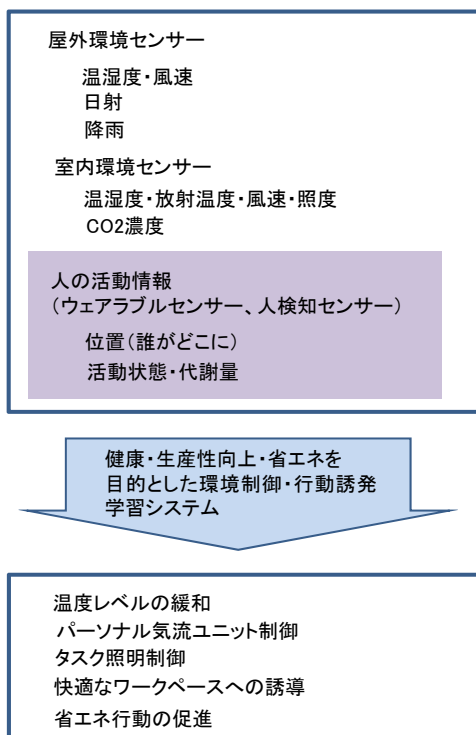 屋外環境センサー
温湿度・風速
日射
降雨
室内環境センサー
温湿度・放射温度・風速・照度
CO2濃度
人の活動情報
（ウェアラブルセンサー、人検知センサー）
位置（誰がどこに）
活動状態・代謝量
健康・生産性向上・省エネを
目的とした環境制御・行動誘発
学習システム
温度レベルの緩和
パーソナル気流ユニット制御
タスク照明制御
快適なワークペースへの誘導
省エネ行動の促進